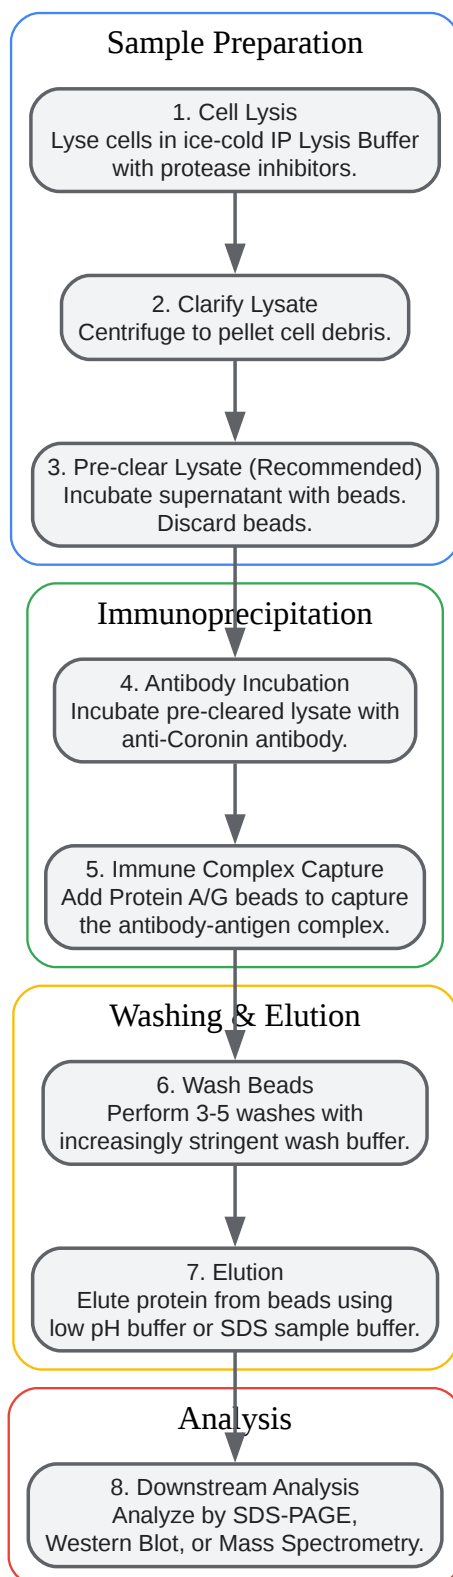 Sample Preparation
1. Cell Lysis
Lyse cells in ice-cold IP Lysis Buffer
with protease inhibitors.
2. Clarify Lysate
Centrifuge to pellet cell debris.
3. Pre-clear Lysate (Recommended)
Incubate supernatant with beads.
Discard beads.
Immunoprecipitation
4. Antibody Incubation
Incubate pre-cleared lysate with
anti-Coronin antibody.
5. Immune Complex Capture
Add Protein A/G beads to capture
the antibody-antigen complex.
Washing & Elution
6. Wash Beads
Perform 3-5 washes with
increasingly stringent wash buffer.
7. Elution
Elute protein from beads using
low pH buffer or SDS sample buffer.
Analysis
8. Downstream Analysis
Analyze by SDS-PAGE,
Western Blot, or Mass Spectrometry.